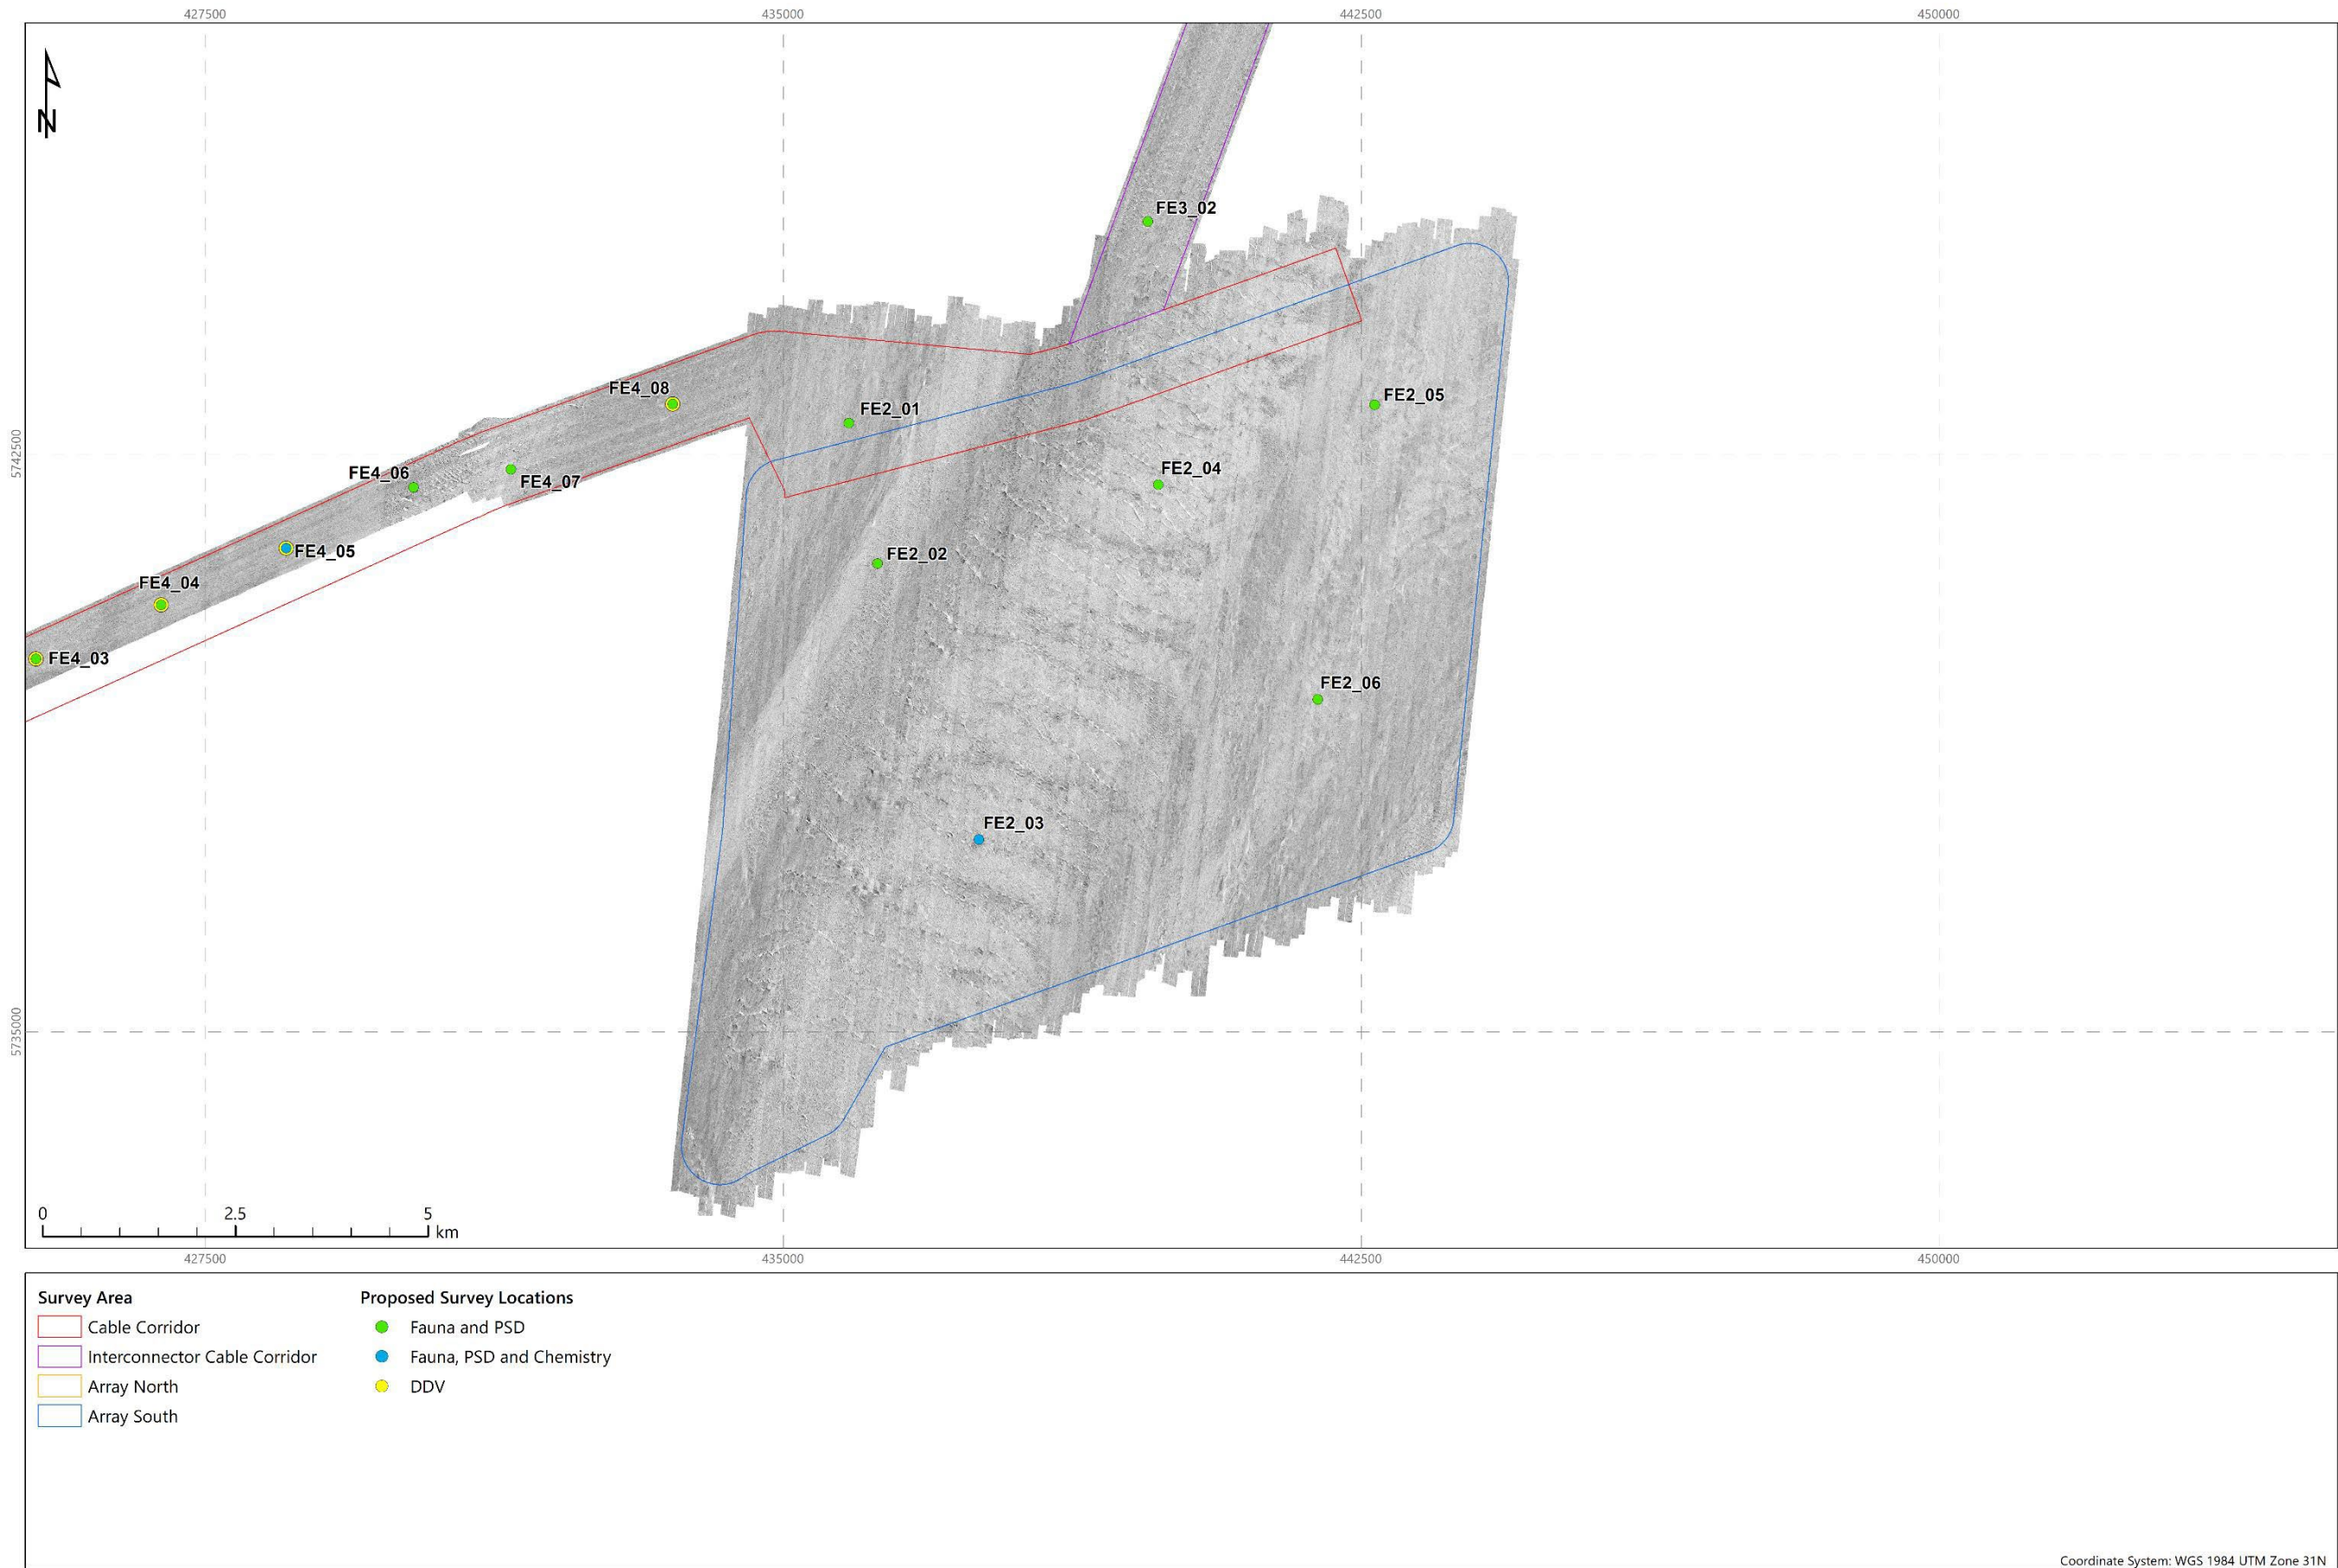 427500
435000
442500
450000
N
FE3_02
FE4_08
FE2_01
FE2_05
FE4_06
FE4_07
FE2_04
5742500
FE4_05
FE2_02
FE4_04
FE4_03
FE2_06
FE2_03
5735000
0
2.5
5
km
427500
435000
442500
450000
Survey Area
Cable Corridor
Interconnector Cable Corridor
Array North
Array South
Proposed Survey Locations
Fauna and PSD
Fauna, PSD and Chemistry
DDV
Coordinate System: WGS 1984 UTM Zone 31N